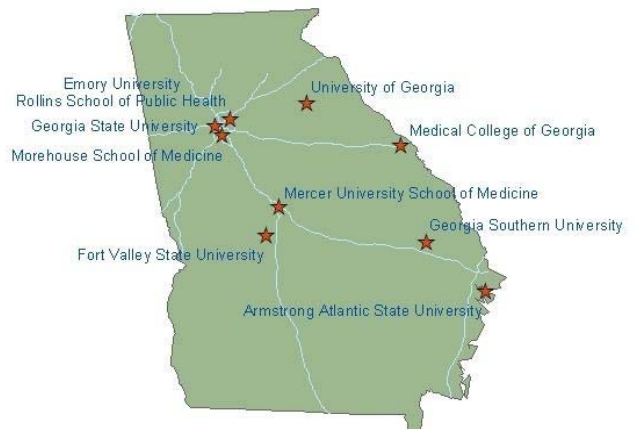 Emory University
Rollins School of Public Health
University of Georgia
Georgia State University
Medical College of Georgia
Morehouse School of Medicine
Mercer University School of Medicine
Georgia Southern University
Fort Valley State University
Armstrong Atlantic State University